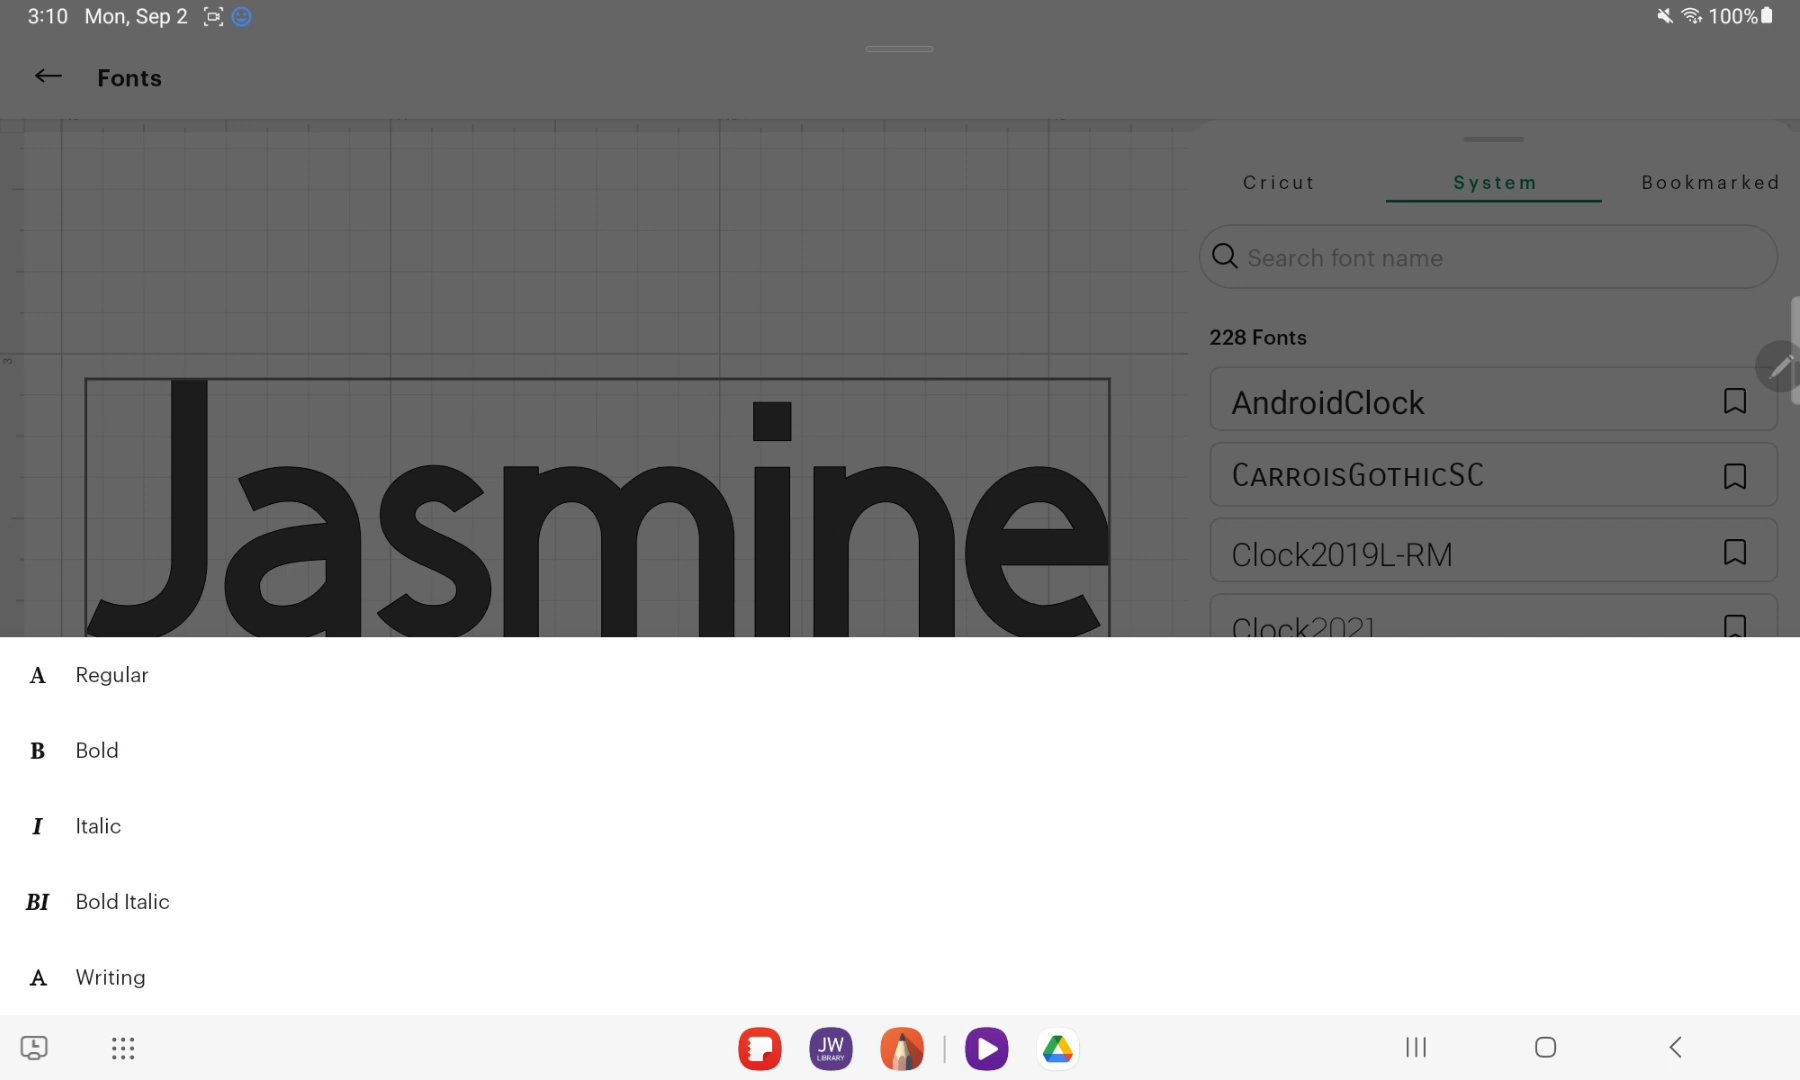 3:10 Mon, Sep 2 100%
Fonts
Cricut System Bookmarked
Search font name
228 Fonts
AndroidClock
CarroisGothicSC
Clock2019L-RM
Clock2021
3
Jasmine
A Regular
B Bold
I Italic
BI Bold Italic
A Writing
JW
LIBRARY